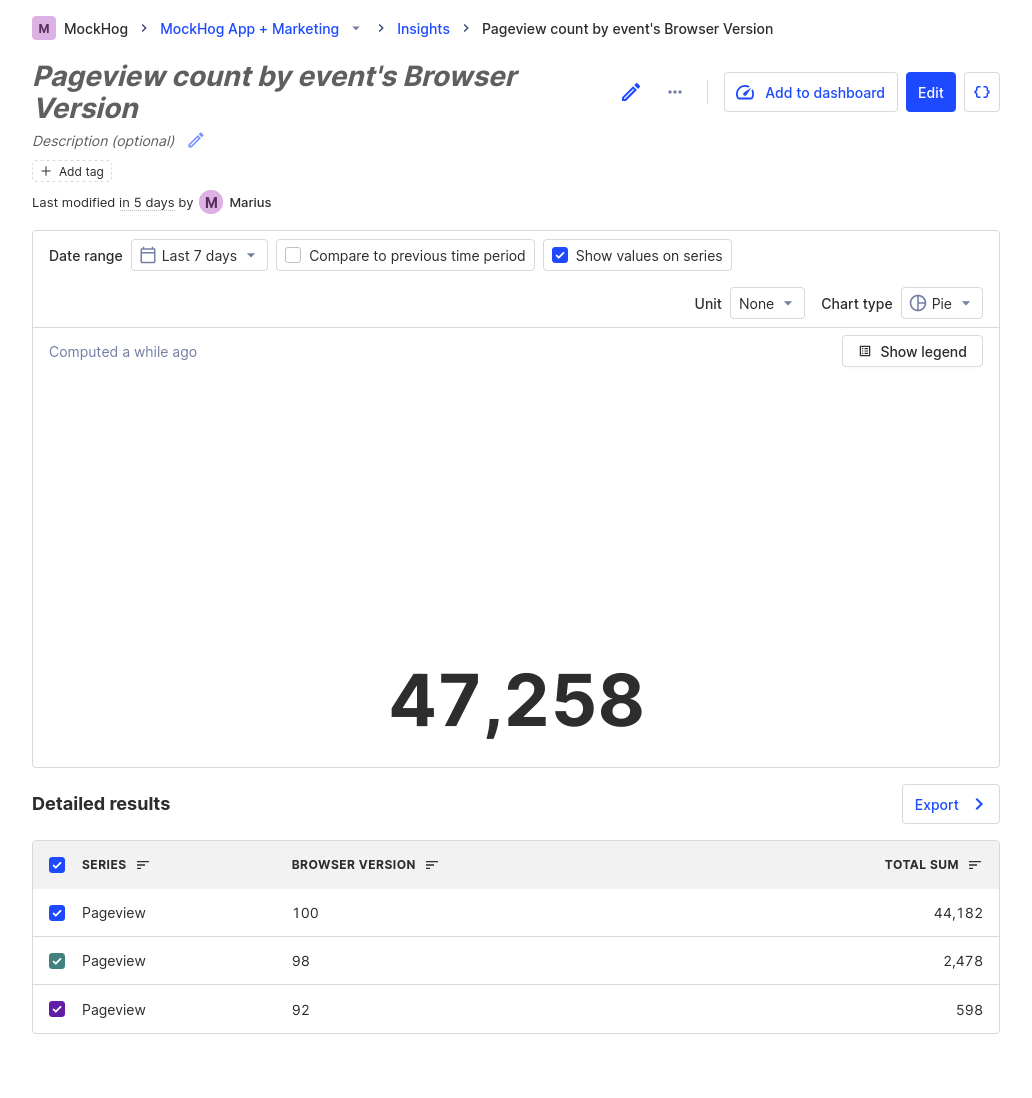 M MockHog MockHog App + Marketing Insights Pageview count by event's Browser Version
Pageview count by event's Browser
Version
Add to dashboard Edit
Description (optional)
Add tag
Last modified in 5 days by M Marius
Date range Last 7 days Compare to previous time period Show values on series
Unit None Chart type Pie
Computed a while ago Show legend
47,258
Detailed results Export
SERIES BROWSER VERSION TOTAL SUM
Pageview 100 44,182
Pageview 98 2,478
Pageview 92 598